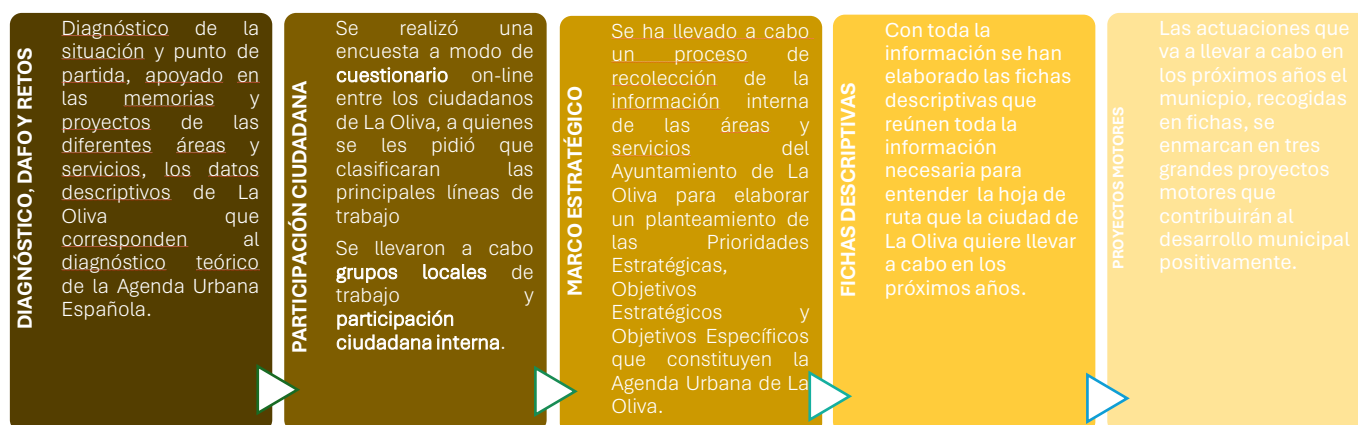 DIAGNÓSTICO, DAFO Y RETOS
Diagnóstico de la
situación y punto de
partida, apoyado en
las memorias y
proyectos de las
diferentes áreas y
servicios, los datos
descriptivos de La
Oliva que
corresponden al
diagnóstico teórico
de la Agenda Urbana
Española.
PARTICIPACIÓN CIUDADANA
Se realizó una
encuesta a modo de
cuestionario on-line
entre los ciudadanos
de La Oliva, a quienes
se les pidió que
clasificaran las
principales líneas de
trabajo
Se llevaron a cabo
grupos locales de
trabajo y
participación
ciudadana interna.
MARCO ESTRATÉGICO
Se ha llevado a cabo
un proceso de
recolección de la
información interna
de las áreas y
servicios del
Ayuntamiento de La
Oliva para elaborar
un planteamiento de
las Prioridades
Estratégicas,
Objetivos
Estratégicos y
Objetivos Específicos
que constituyen la
Agenda Urbana de La
Oliva.
FICHAS DESCRIPTIVAS
Con toda la
información se han
elaborado las fichas
descriptivas que
reúnen toda la
información
necesaria para
entender la hoja de
ruta que la ciudad de
La Oliva quiere llevar
a cabo en los
próximos años.
PROYECTOS MOTORES
Las actuaciones que
va a llevar a cabo en
los próximos años el
municpio, recogidas
en fichas, se
enmarcan en tres
grandes proyectos
motores que
contribuirán al
desarrollo municipal
positivamente.